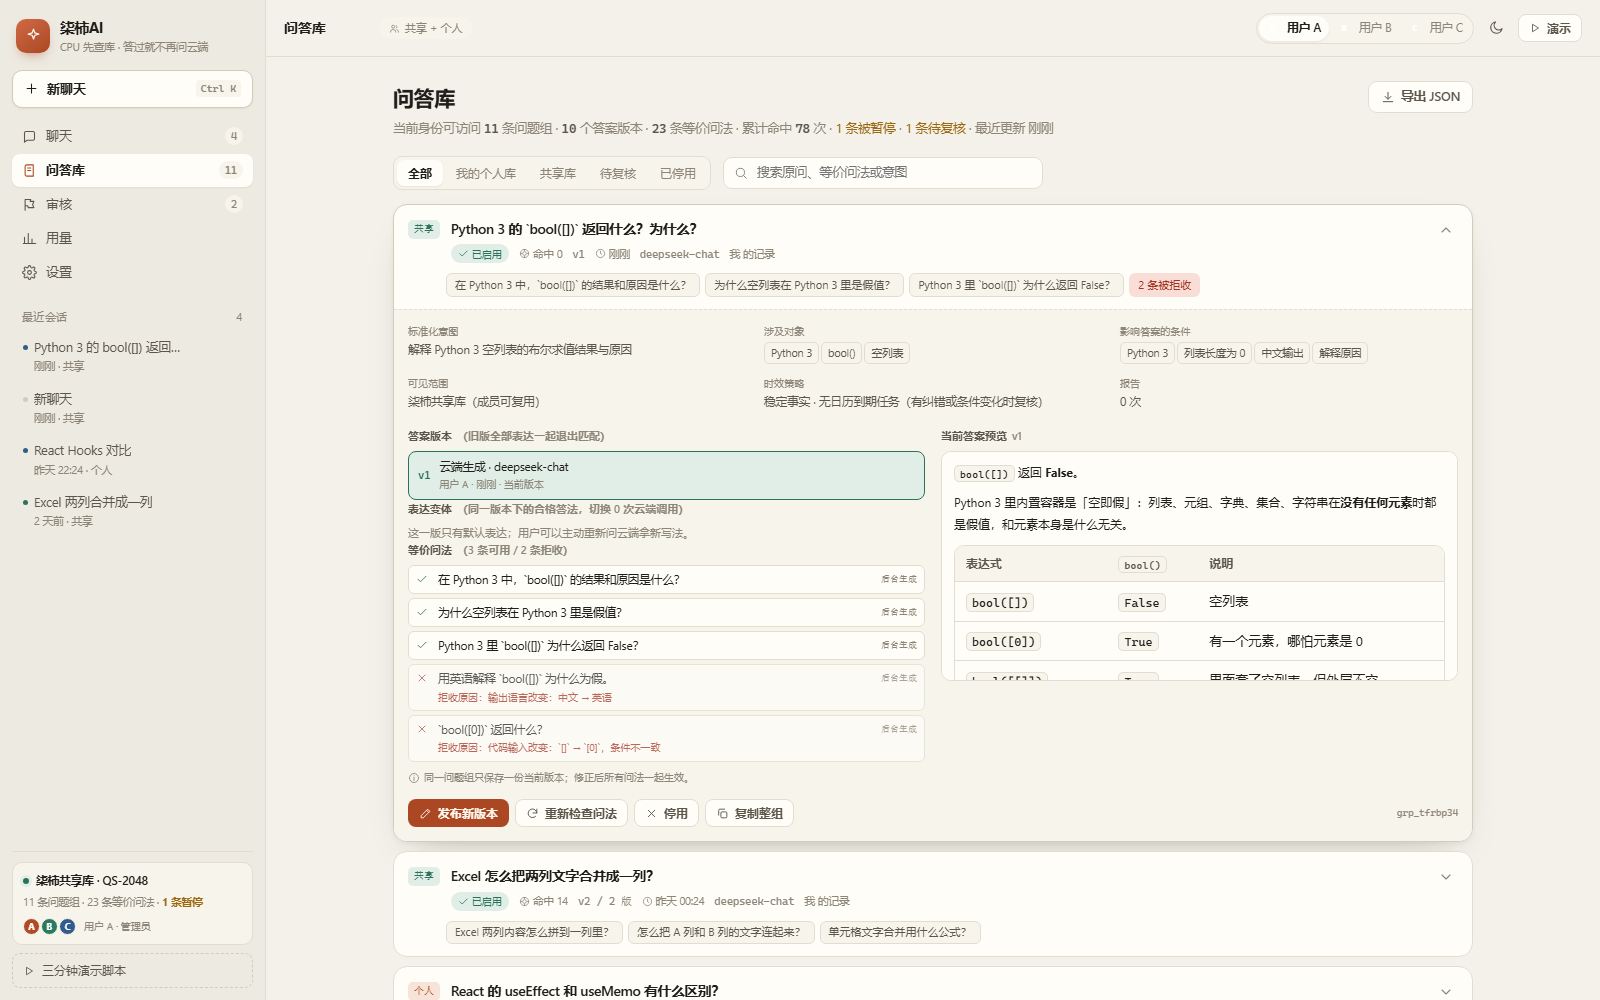 柒柿AI
CPU 先查库 · 答过就不再问云端
新聊天 Ctrl K
聊天 4
问答库 11
审核 2
用量
设置
最近会话 4
Python 3 的 bool([]) 返回...
刚刚 · 共享
新聊天
刚刚 · 共享
React Hooks 对比
昨天 22:24 · 个人
Excel 两列合并成一列
2 天前 · 共享
柒柿共享库 · QS-2048
11 条问题组 · 23 条等价问法 · 1 条暂停
A B C 用户 A · 管理员
三分钟演示脚本
问答库 共享 + 个人
用户 A 用户 B 用户 C 演示
问答库
导出 JSON
当前身份可访问 11 条问题组 · 10 个答案版本 · 23 条等价问法 · 累计命中 78 次 · 1 条被暂停 · 1 条待复核 · 最近更新 刚刚
全部 我的个人库 共享库 待复核 已停用 搜索原问、等价问法或意图
共享 Python 3 的 `bool([])` 返回什么？为什么？
已启用 命中 0 v1 刚刚 deepseek-chat 我 的记录
在 Python 3 中，`bool([])` 的结果和原因是什么？ 为什么空列表在 Python 3 里是假值？ Python 3 里 `bool([])` 为什么返回 False？ 2 条被拒收
标准化意图 涉及对象 影响答案的条件
解释 Python 3 空列表的布尔求值结果与原因 Python 3 bool() 空列表 Python 3 列表长度为 0 中文输出 解释原因
可见范围 时效策略 报告
柒柿共享库（成员可复用） 稳定事实 · 无日历到期任务（有纠错或条件变化时复核） 0 次
答案版本 （旧版全部表达一起退出匹配）
v1 云端生成 · deepseek-chat
用户 A · 刚刚 · 当前版本
表达变体 （同一版本下的合格答法，切换 0 次云端调用）
这一版只有默认表达；用户可以主动重新问云端拿新写法。
等价问法 （3 条可用 / 2 条拒收）
在 Python 3 中，`bool([])` 的结果和原因是什么？ 后台生成
为什么空列表在 Python 3 里是假值？ 后台生成
Python 3 里 `bool([])` 为什么返回 False？ 后台生成
用英语解释 `bool([])` 为什么为假。 后台生成
拒收原因：输出语言改变：中文 → 英语
`bool([0])` 返回什么？ 后台生成
拒收原因：代码输入改变：`[]` → `[0]`，条件不一致
同一问题组只保存一份当前版本；修正后所有问法一起生效。
当前答案预览 v1
bool([]) 返回 False。
Python 3 里内置容器是「空即假」：列表、元组、字典、集合、字符串在没有任何元素时都
是假值，和元素本身是什么无关。
表达式 bool() 说明
bool([]) False 空列表
bool([0]) True 有一个元素，哪怕元素是 0
发布新版本 重新检查问法 停用 复制整组 grp_tfrbp34
共享 Excel 怎么把两列文字合并成一列？
已启用 命中 14 v2 / 2 版 昨天 00:24 deepseek-chat 我 的记录
Excel 两列内容怎么拼到一列里？ 怎么把 A 列和 B 列的文字连起来？ 单元格文字合并用什么公式？
个人 React 的 useEffect 和 useMemo 有什么区别？